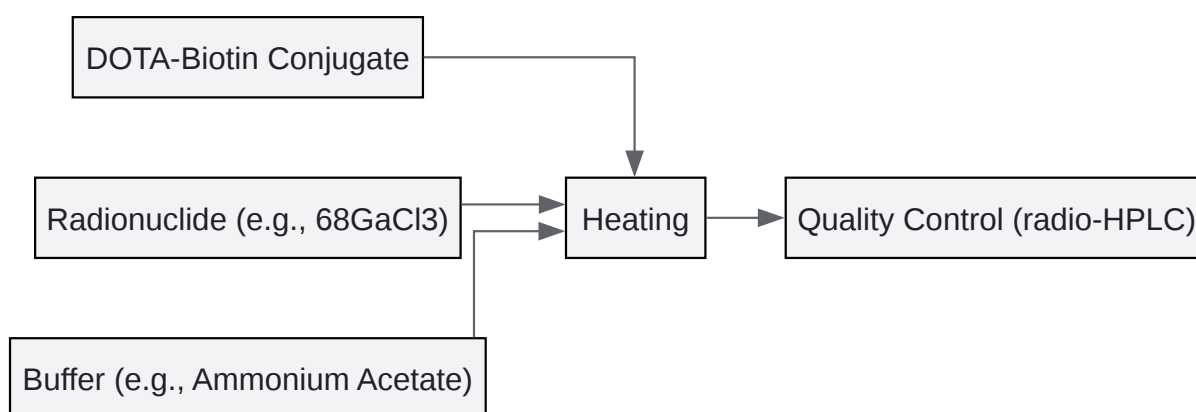 DOTA-Biotin Conjugate
Radionuclide (e.g., 68GaCl3)
Heating
Quality Control (radio-HPLC)
Buffer (e.g., Ammonium Acetate)